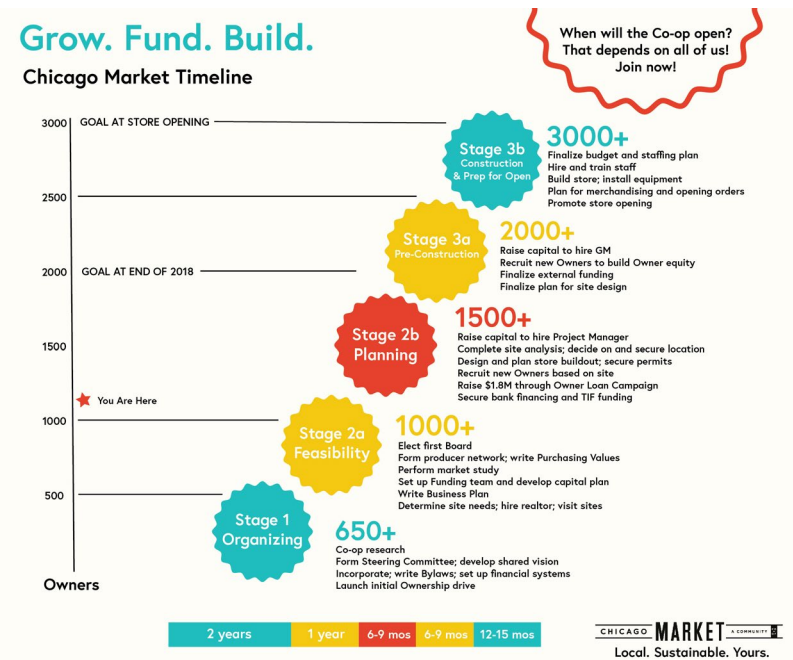 Grow. Fund. Build.
Chicago Market Timeline
When will the Co-op open?
That depends on all of us!
Join now!
3000
GOAL AT STORE OPENING
2500
2000
GOAL AT END OF 2018
1500
You Are Here
1000
500
Owners
Stage 3b
Construction
& Prep for Open
3000+
Finalize budget and staffing plan
Hire and train staff
Build store; install equipment
Plan for merchandising and opening orders
Promote store opening
Stage 3a
Pre-Construction
2000+
Raise capital to hire GM
Recruit new Owners to build Owner equity
Finalize external funding
Finalize plan for site design
Stage 2b
Planning
1500+
Raise capital to hire Project Manager
Complete site analysis; decide on and secure location
Design and plan store buildout; secure permits
Recruit new Owners based on site
Raise $1.8M through Owner Loan Campaign
Secure bank financing and TIF funding
Stage 2a
Feasibility
1000+
Elect first Board
Form producer network; write Purchasing Values
Perform market study
Set up Funding team and develop capital plan
Write Business Plan
Determine site needs; hire realtor; visit sites
Stage 1
Organizing
650+
Co-op research
Form Steering Committee; develop shared vision
Incorporate; write Bylaws; set up financial systems
Launch initial Ownership drive
2 years
1 year
6-9 mos
6-9 mos
12-15 mos
CHICAGO MARKET A COMMUNITY
Local. Sustainable. Yours.